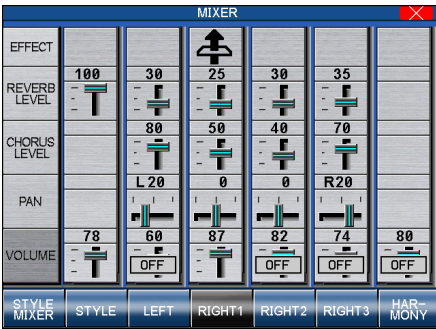 MIXER
EFFECT
REVERB
LEVEL
100 30 25 30 35
CHORUS
LEVEL
80 50 40 70
PAN
L 20 0 0 R20
VOLUME
78 60 87 82 74 80
OFF OFF OFF OFF
STYLE
MIXER
STYLE
LEFT
RIGHT1
RIGHT2
RIGHT3
HAR-
MONY